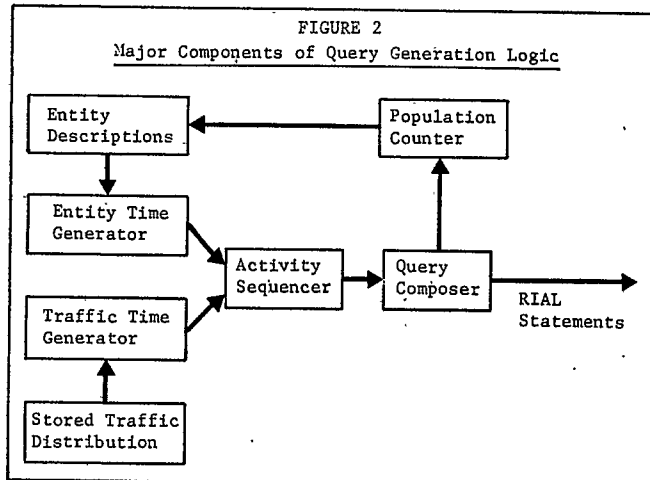 FIGURE 2
Major Components of Query Generation Logic
Entity
Descriptions
Population
Counter
Entity Time
Generator
Activity
Sequencer
Query
Composer
RIAL
Statements
Traffic Time
Generator
Stored Traffic
Distribution